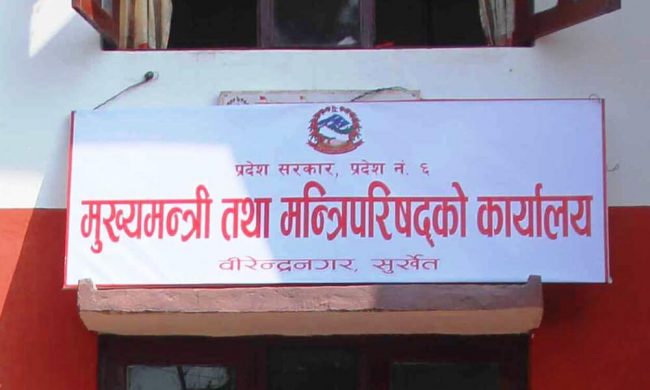 प्रदेश सरकार, प्रदेश नं. ६
मुख्यमन्त्री तथा मन्त्रिपरिषद्को कार्यालय
वीरेन्द्रनगर, सुर्खेत